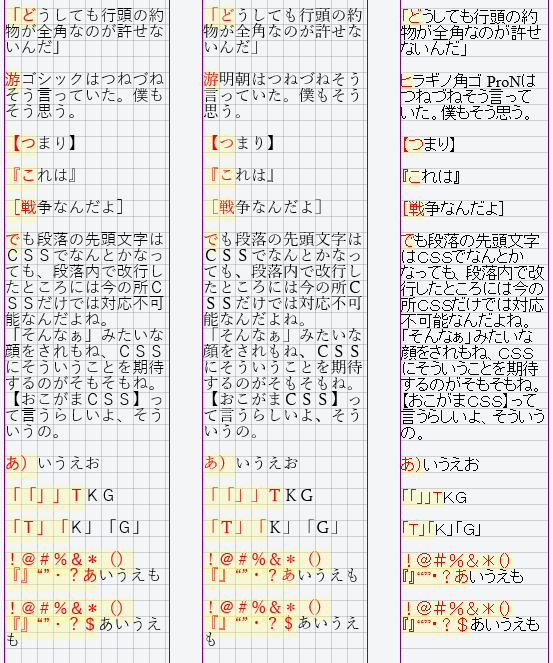 「どうしても行頭の約
物が全角なのが許せな
いんだ」
游ゴシックはつねづね
そう言っていた。僕も
そう思う。
【つまり】
『これは』
［戦争なんだよ］
でも段落の先頭文字は
ＣＳＳでなんとかなっ
ても、段落内で改行し
たところには今の所Ｃ
ＳＳだけでは対応不可
能なんだよね。
「そんなぁ」みたいな
顔をされもね、ＣＳＳ
にそういうことを期待
するのがそもそもね。
【おこがまＣＳＳ】っ
て言うらしいよ、そう
いうの。
あ）いうえお
「「」」ＴＫＧ
「Ｔ」「Ｋ」「Ｇ」
！＠＃％＆＊（）
『』“”・？あいうえも
！＠＃％＆＊（）
『』“”・？＄あいうえ
も
「どうしても行頭の約
物が全角なのが許せな
いんだ」
游明朝はつねづねそう
言っていた。僕もそう
思う。
【つまり】
『これは』
［戦争なんだよ］
でも段落の先頭文字は
ＣＳＳでなんとかなっ
ても、段落内で改行し
たところには今の所Ｃ
ＳＳだけでは対応不可
能なんだよね。
「そんなぁ」みたいな
顔をされもね、ＣＳＳ
にそういうことを期待
するのがそもそもね。
【おこがまＣＳＳ】っ
て言うらしいよ、そう
いうの。
あ）いうえお
「「」」ＴＫＧ
「Ｔ」「Ｋ」「Ｇ」
！＠＃％＆＊（）
『』“”・？あいうえも
！＠＃％＆＊（）
『』“”・？＄あいうえ
も
「どうしても行頭の約
物が全角なのが許せ
ないんだ」
ヒラギノ角ゴ ProNは
つねづねそう言って
いた。僕もそう思う。
【つまり】
『これは』
［戦争なんだよ］
でも段落の先頭文字
はＣＳＳでなんとか
なっても、段落内で改
行したところには今の
所ＣＳＳだけでは対応
不可能なんだよね。
「そんなぁ」みたいな
顔をされもね、ＣＳＳ
にそういうことを期待
するのがそもそもね。
【おこがまＣＳＳ】って
言うらしいよ、そういう
の。
あ）いうえお
「「」」ＴＫＧ
「Ｔ」「Ｋ」「Ｇ」
！＠＃％＆＊（）
『』“”・？あいうえも
！＠＃％＆＊（）
『』“”・？＄あいうえも